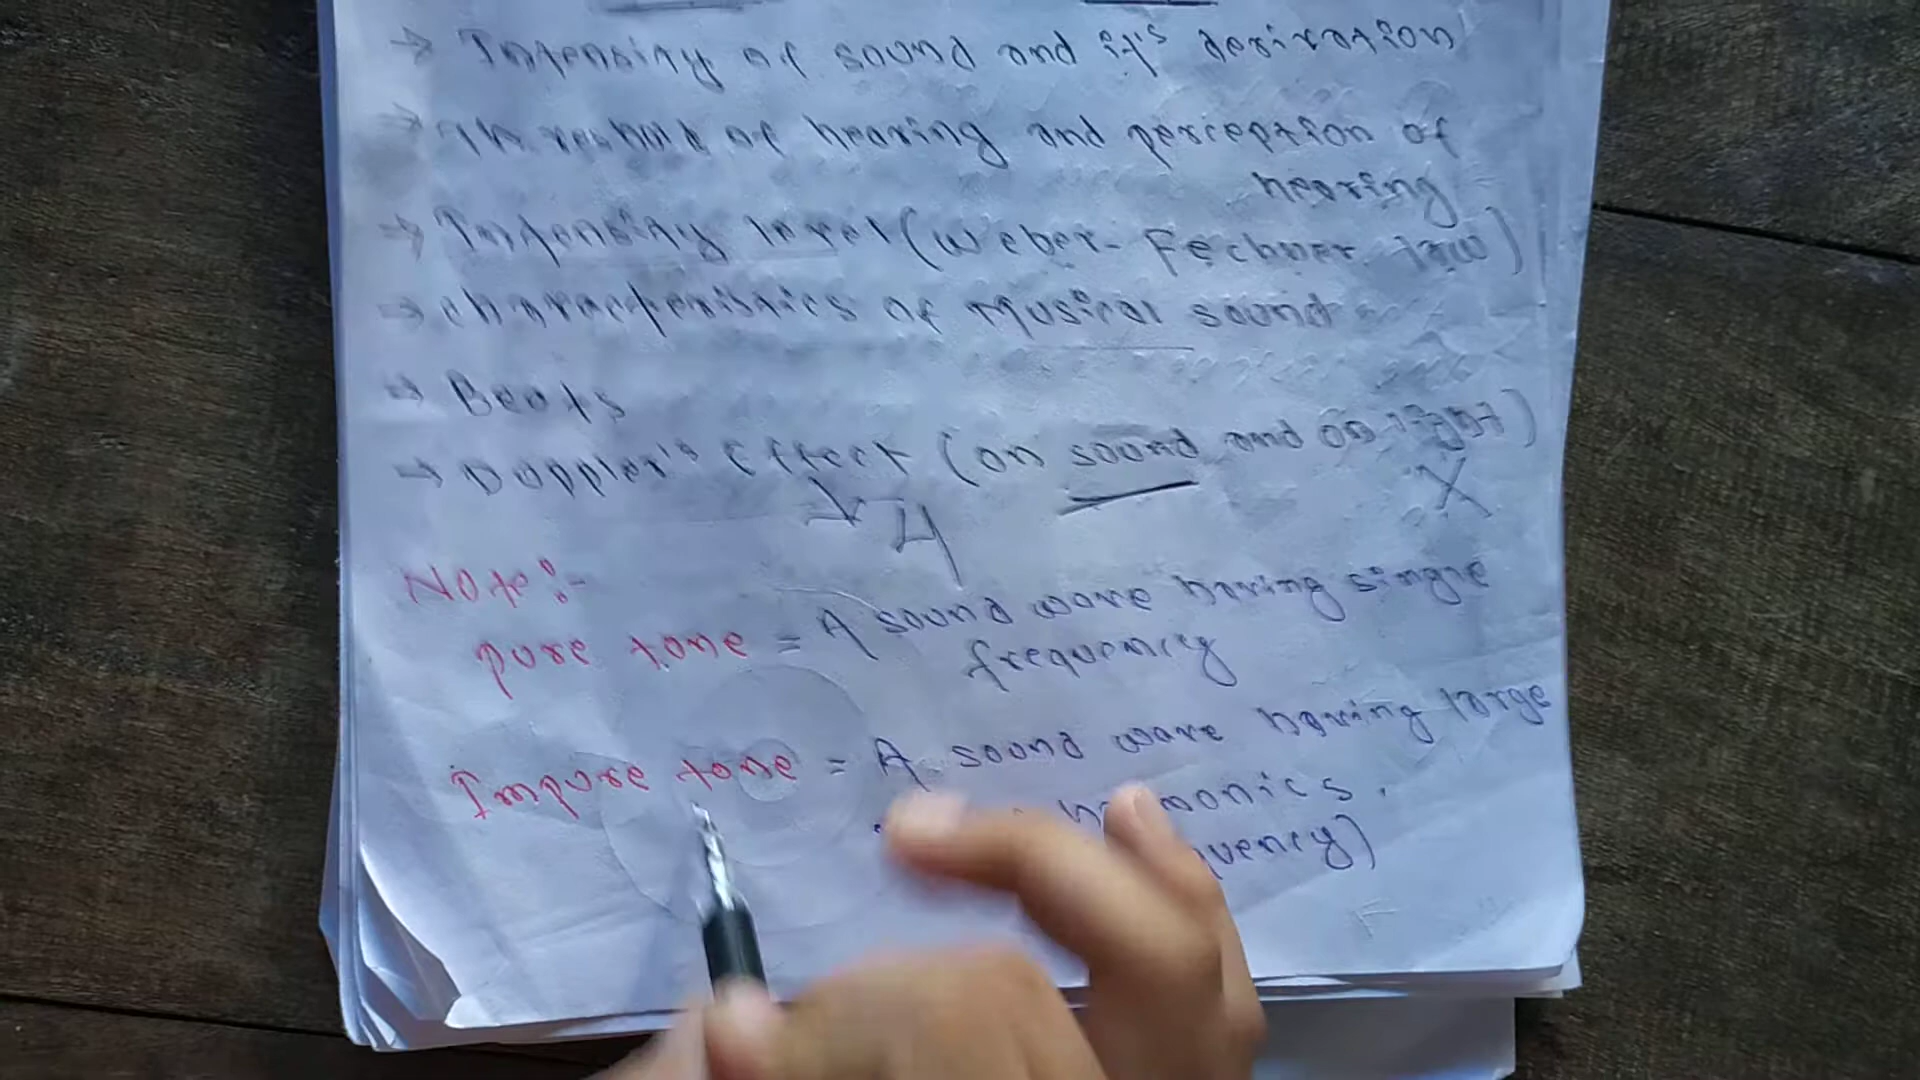 → Intensity of sound and it's derivation
→ Threshold of hearing and perception of
hearing
→ Intensity level (Weber-Fechner law)
→ characteristics of Musical sound
→ Beats
→ Doppler's Effect (on sound and on light)
X
Note:-
pure tone = A sound wave having single
frequency
Impure tone = A sound wave having large
harmonics.